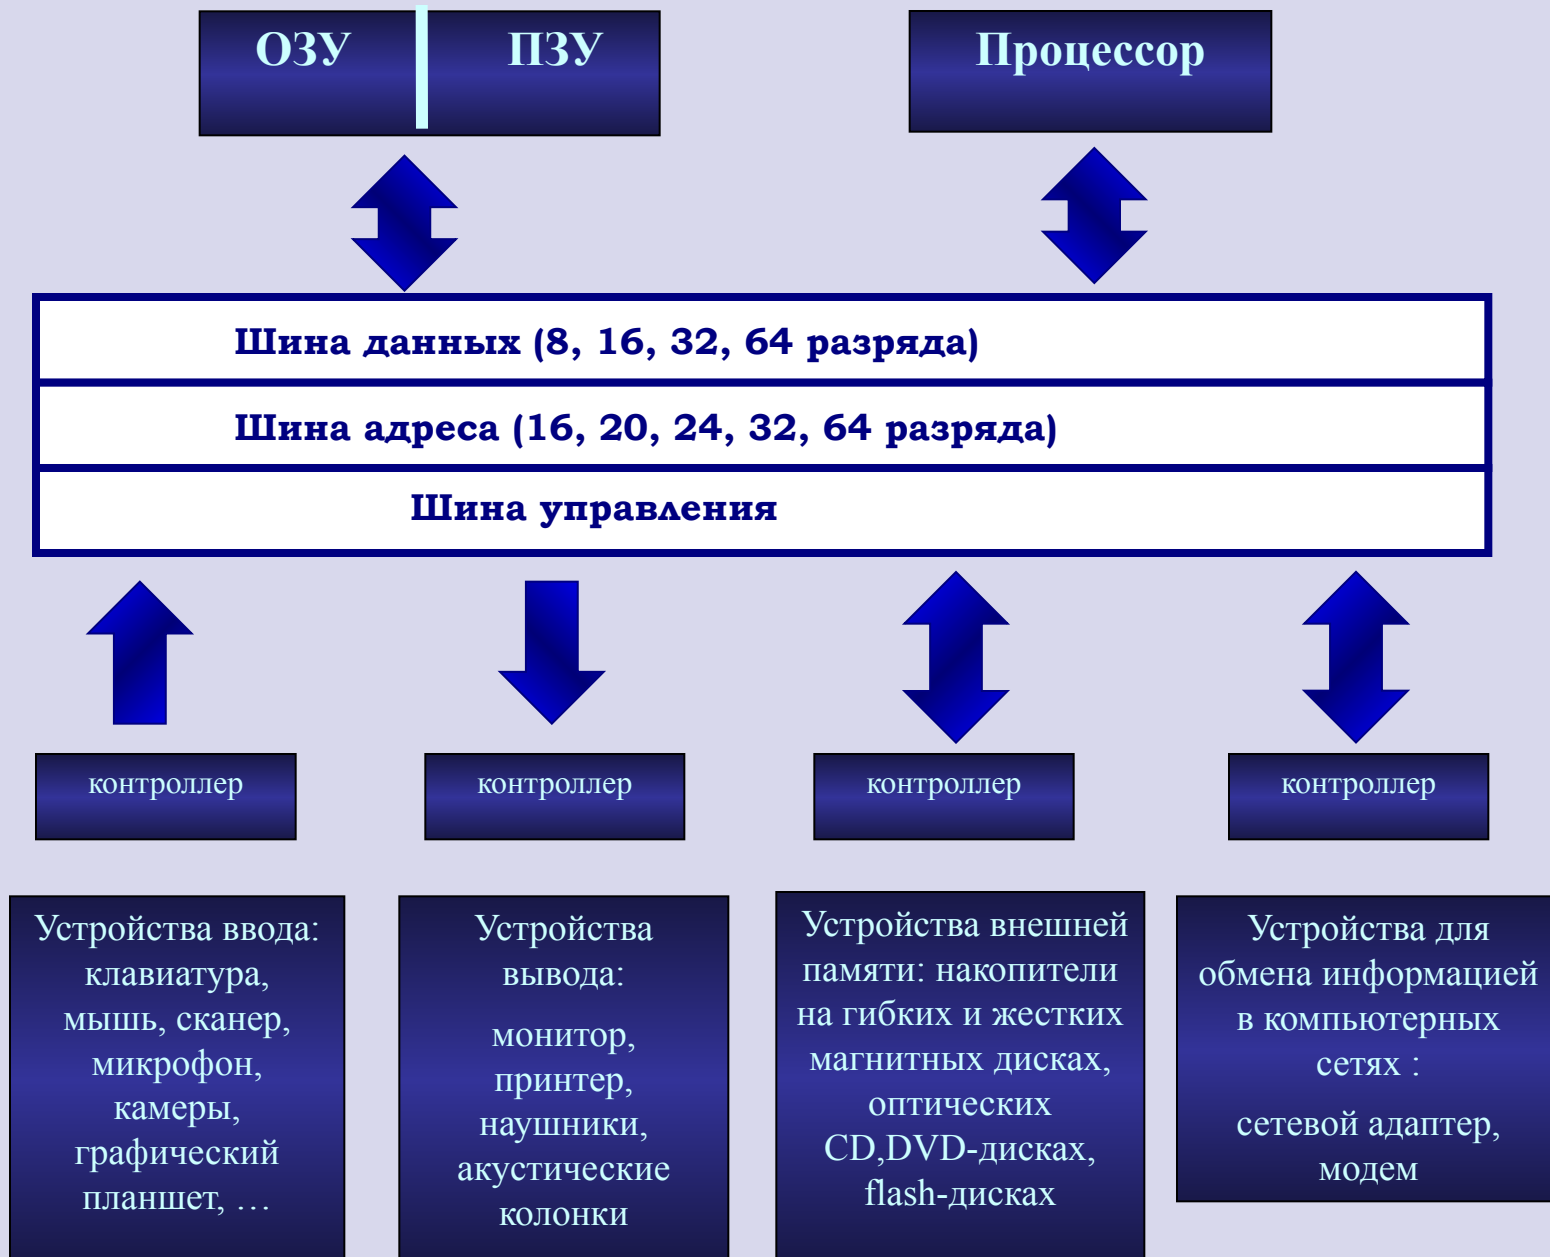 ОЗУ
ПЗУ
Процессор
Шина данных (8, 16, 32, 64 разряда)
Шина адреса (16, 20, 24, 32, 64 разряда)
Шина управления
контроллер
контроллер
контроллер
контроллер
Устройства ввода:
клавиатура,
мышь, сканер,
микрофон,
камеры,
графический
планшет, …
Устройства
вывода:
монитор,
принтер,
наушники,
акустические
колонки
Устройства внешней
памяти: накопители
на гибких и жестких
магнитных дисках,
оптических
CD,DVD-дисках,
flash-дисках
Устройства для
обмена информацией
в компьютерных
сетях :
сетевой адаптер,
модем